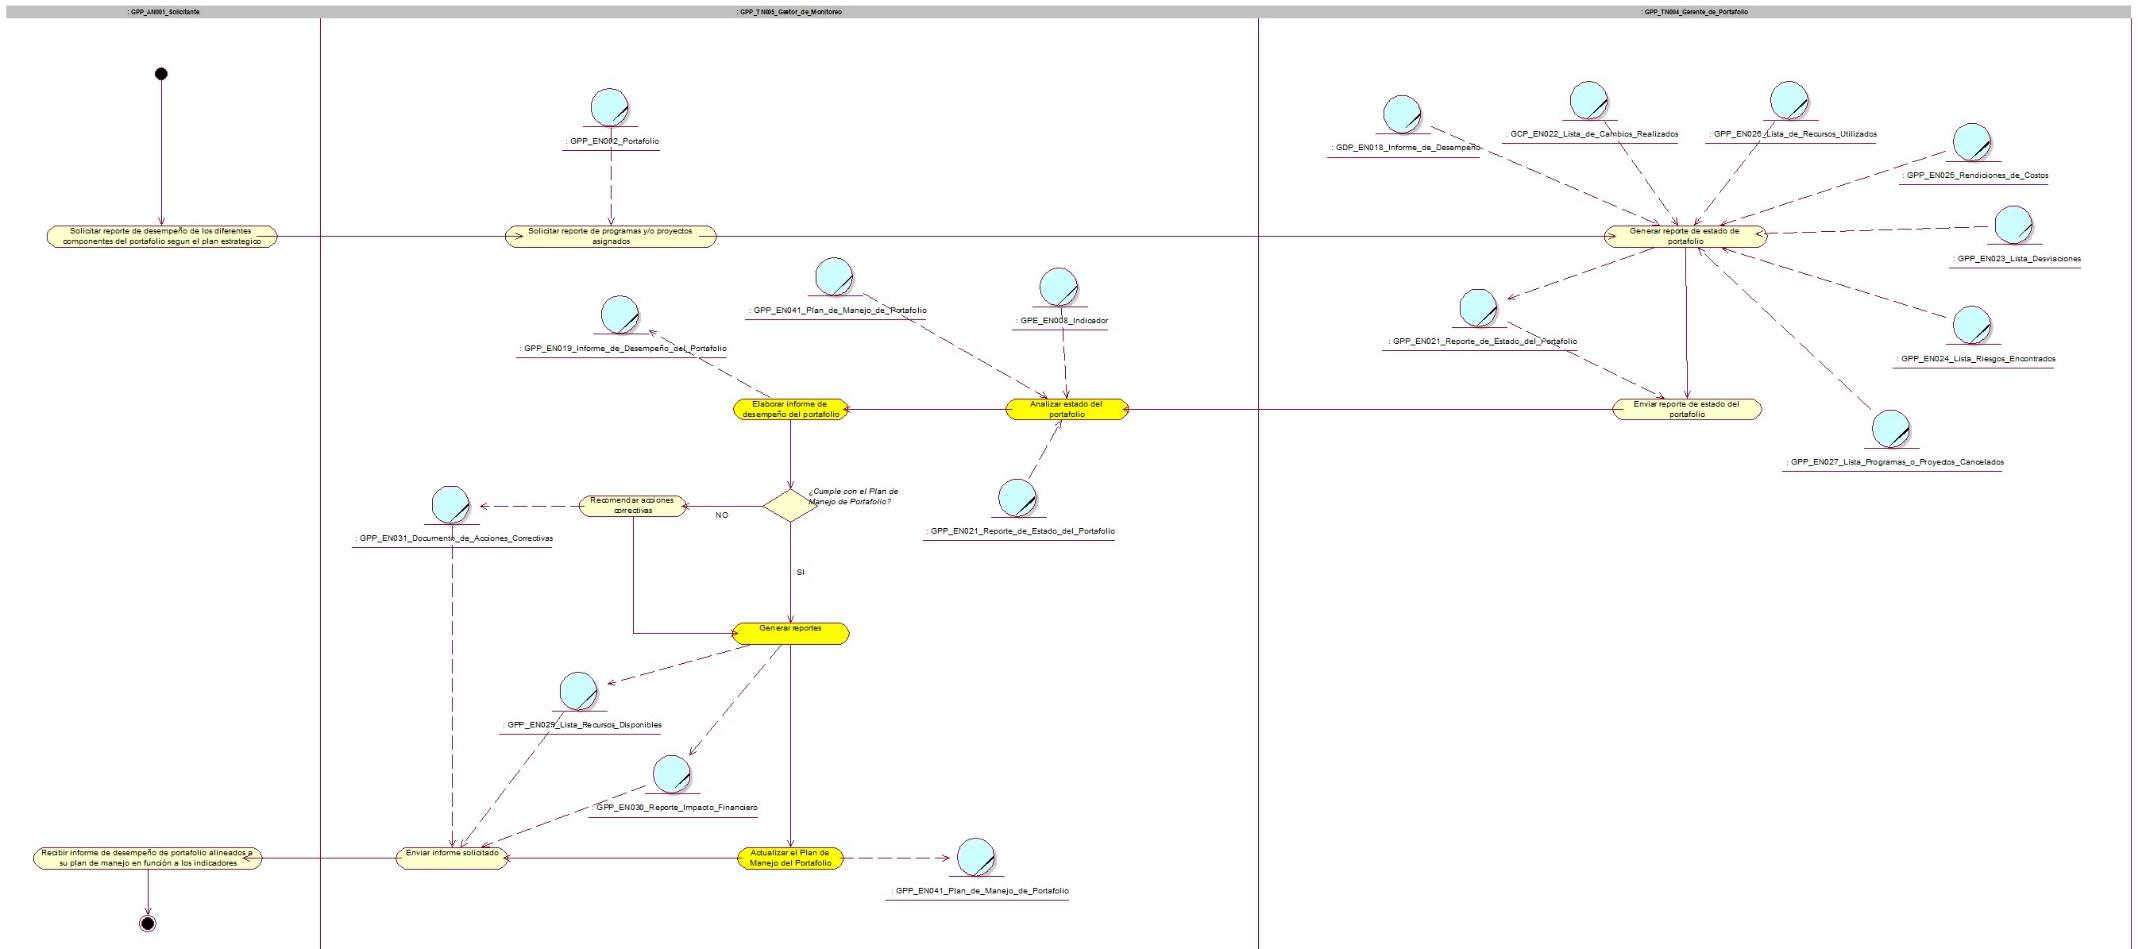 : GPP_AN001_Solicitante
: GPP_TN005_Gestor_de_Monitoreo
: GPP_TN004_Gerente_de_Portafolio
: GPP_EN002_Portafolio
: GDP_EN018_Informe_de_Desempeño
: GCP_EN022_Lista_de_Cambios_Realizados
: GPP_EN026_Lista_de_Recursos_Utilizados
: GPP_EN025_Rendiciones_de_Costos
Solicitar reporte de desempeño de los diferentes
componentes del portafolio segun el plan estrategico
Solicitar reporte de programas y/o proyectos
asignados
Generar reporte de estado de
portafolio
: GPP_EN023_Lista_Desviaciones
: GPP_EN041_Plan_de_Manejo_de_Portafolio
: GPE_EN008_Indicador
: GPP_EN019_Informe_de_Desempeño_del_Portafolio
: GPP_EN021_Reporte_de_Estado_del_Portafolio
: GPP_EN024_Lista_Riesgos_Encontrados
Elaborar informe de
desempeño del portafolio
Analizar estado del
portafolio
Enviar reporte de estado del
portafolio
: GPP_EN027_Lista_Programas_o_Proyectos_Cancelados
¿Cumple con el Plan de
Manejo de Portafolio?
Recomendar acciones
correctivas
NO
: GPP_EN021_Reporte_de_Estado_del_Portafolio
: GPP_EN031_Documento_de_Acciones_Correctivas
SI
Generar reportes
: GPP_EN029_Lista_Recursos_Disponibles
: GPP_EN030_Reporte_Impacto_Financiero
Recibir informe de desempeño de portafolio alineados a
su plan de manejo en función a los indicadores
Enviar informe solicitado
Actualizar el Plan de
Manejo del Portafolio
: GPP_EN041_Plan_de_Manejo_de_Portafolio